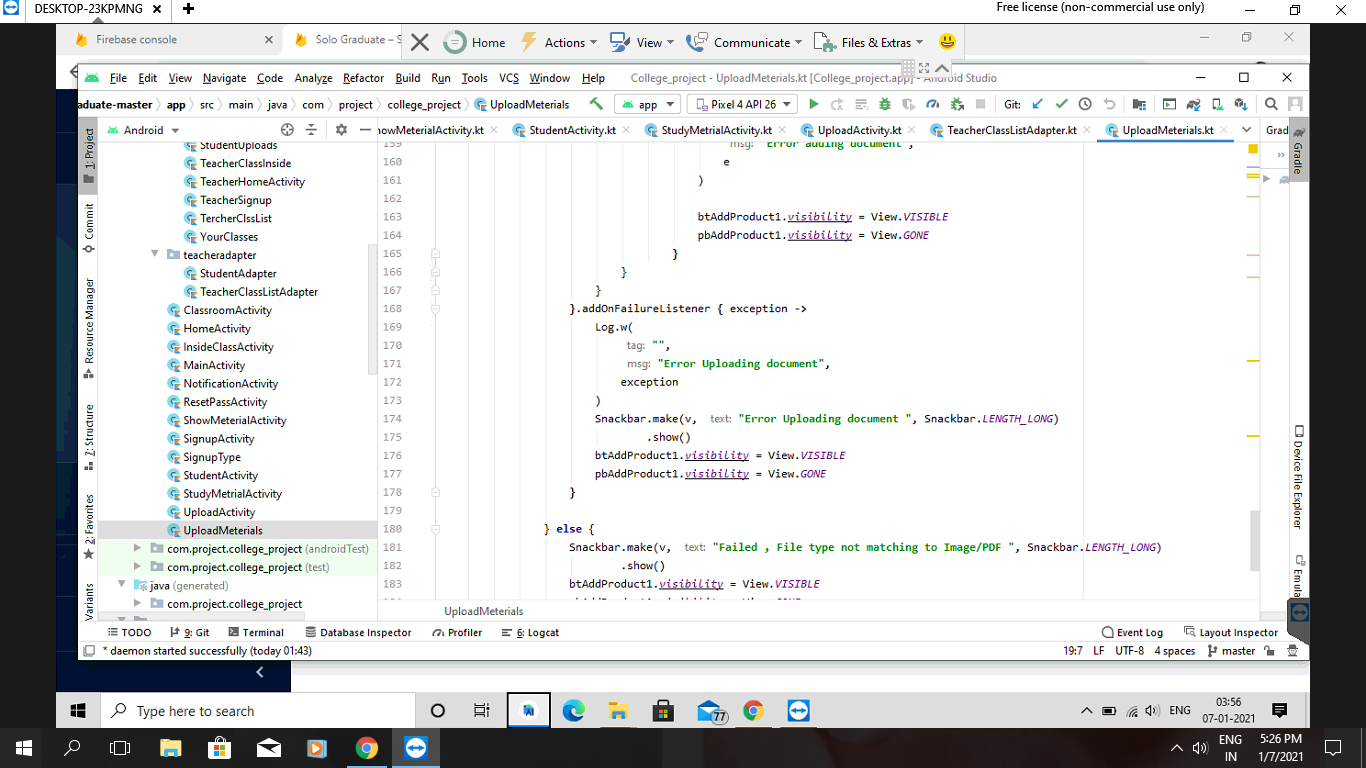 DESKTOP-23KPMNG
Free license (non-commercial use only)
Firebase console
Solo Graduate – S
Home
Actions
View
Communicate
Files & Extras
File Edit View Navigate Code Analyze Refactor Build Run Tools VCS Window Help
College_project - UploadMeterials.kt [College_project.app] - Android Studio
aduate-master app src main java com project college_project UploadMeterials
app
Pixel 4 API 26
Git:
Android
howMeterialActivity.kt
StudentActivity.kt
StudyMetrialActivity.kt
UploadActivity.kt
TeacherClassListAdapter.kt
UploadMeterials.kt
Grad
1: Project
Commit
Resource Manager
Z: Structure
2: Favorites
Variants
StudentUploads
TeacherClassInside
TeacherHomeActivity
TeacherSignup
TercherClssList
YourClasses
teacheradapter
StudentAdapter
TeacherClassListAdapter
ClassroomActivity
HomeActivity
InsideClassActivity
MainActivity
NotificationActivity
ResetPassActivity
ShowMeterialActivity
SignupActivity
SignupType
StudentActivity
StudyMetrialActivity
UploadActivity
UploadMeterials
com.project.college_project (androidTest)
com.project.college_project (test)
java (generated)
com.project.college_project
159 msg: "Error adding document",
160 e
161 )
162
163 btAddProduct1.visibility = View.VISIBLE
164 pbAddProduct1.visibility = View.GONE
165 }
166 }
167 }
168 }.addOnFailureListener { exception ->
169 Log.w(
170 tag: "",
171 msg: "Error Uploading document",
172 exception
173 )
174 Snackbar.make(v, text: "Error Uploading document ", Snackbar.LENGTH_LONG)
175 .show()
176 btAddProduct1.visibility = View.VISIBLE
177 pbAddProduct1.visibility = View.GONE
178 }
179
180 } else {
181 Snackbar.make(v, text: "Failed , File type not matching to Image/PDF ", Snackbar.LENGTH_LONG)
182 .show()
183 btAddProduct1.visibility = View.VISIBLE
UploadMeterials
Gradle
Device File Explorer
Emula
TODO
9: Git
Terminal
Database Inspector
Profiler
6: Logcat
Event Log
Layout Inspector
* daemon started successfully (today 01:43)
19:7 LF UTF-8 4 spaces master
Type here to search
77
ENG
03:56
07-01-2021
ENG
IN
5:26 PM
1/7/2021